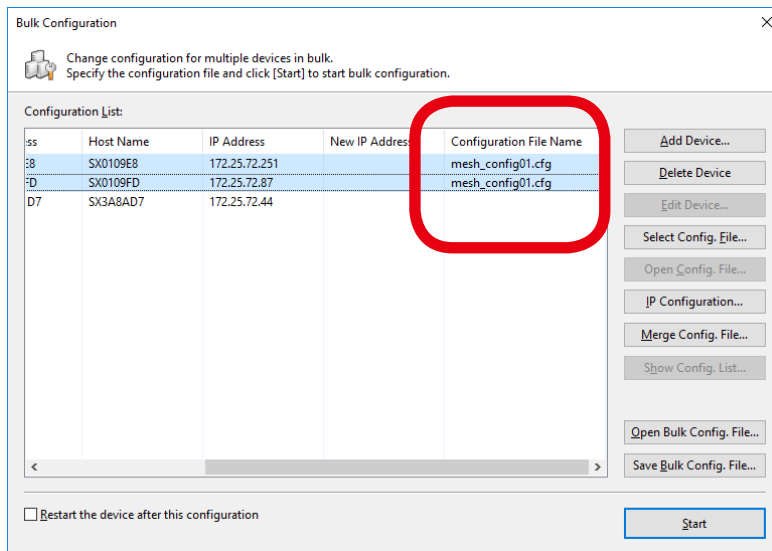 Bulk Configuration
Change configuration for multiple devices in bulk.
Specify the configuration file and click [Start] to start bulk configuration.
Configuration List:
ss Host Name IP Address New IP Address Configuration File Name
E8 SX0109E8 172.25.72.251 mesh_config01.cfg
FD SX0109FD 172.25.72.87 mesh_config01.cfg
D7 SX3A8AD7 172.25.72.44
Add Device...
Delete Device
Edit Device...
Select Config. File...
Open Config. File...
IP Configuration...
Merge Config. File...
Show Config. List...
Open Bulk Config. File...
Save Bulk Config. File...
Restart the device after this configuration
Start